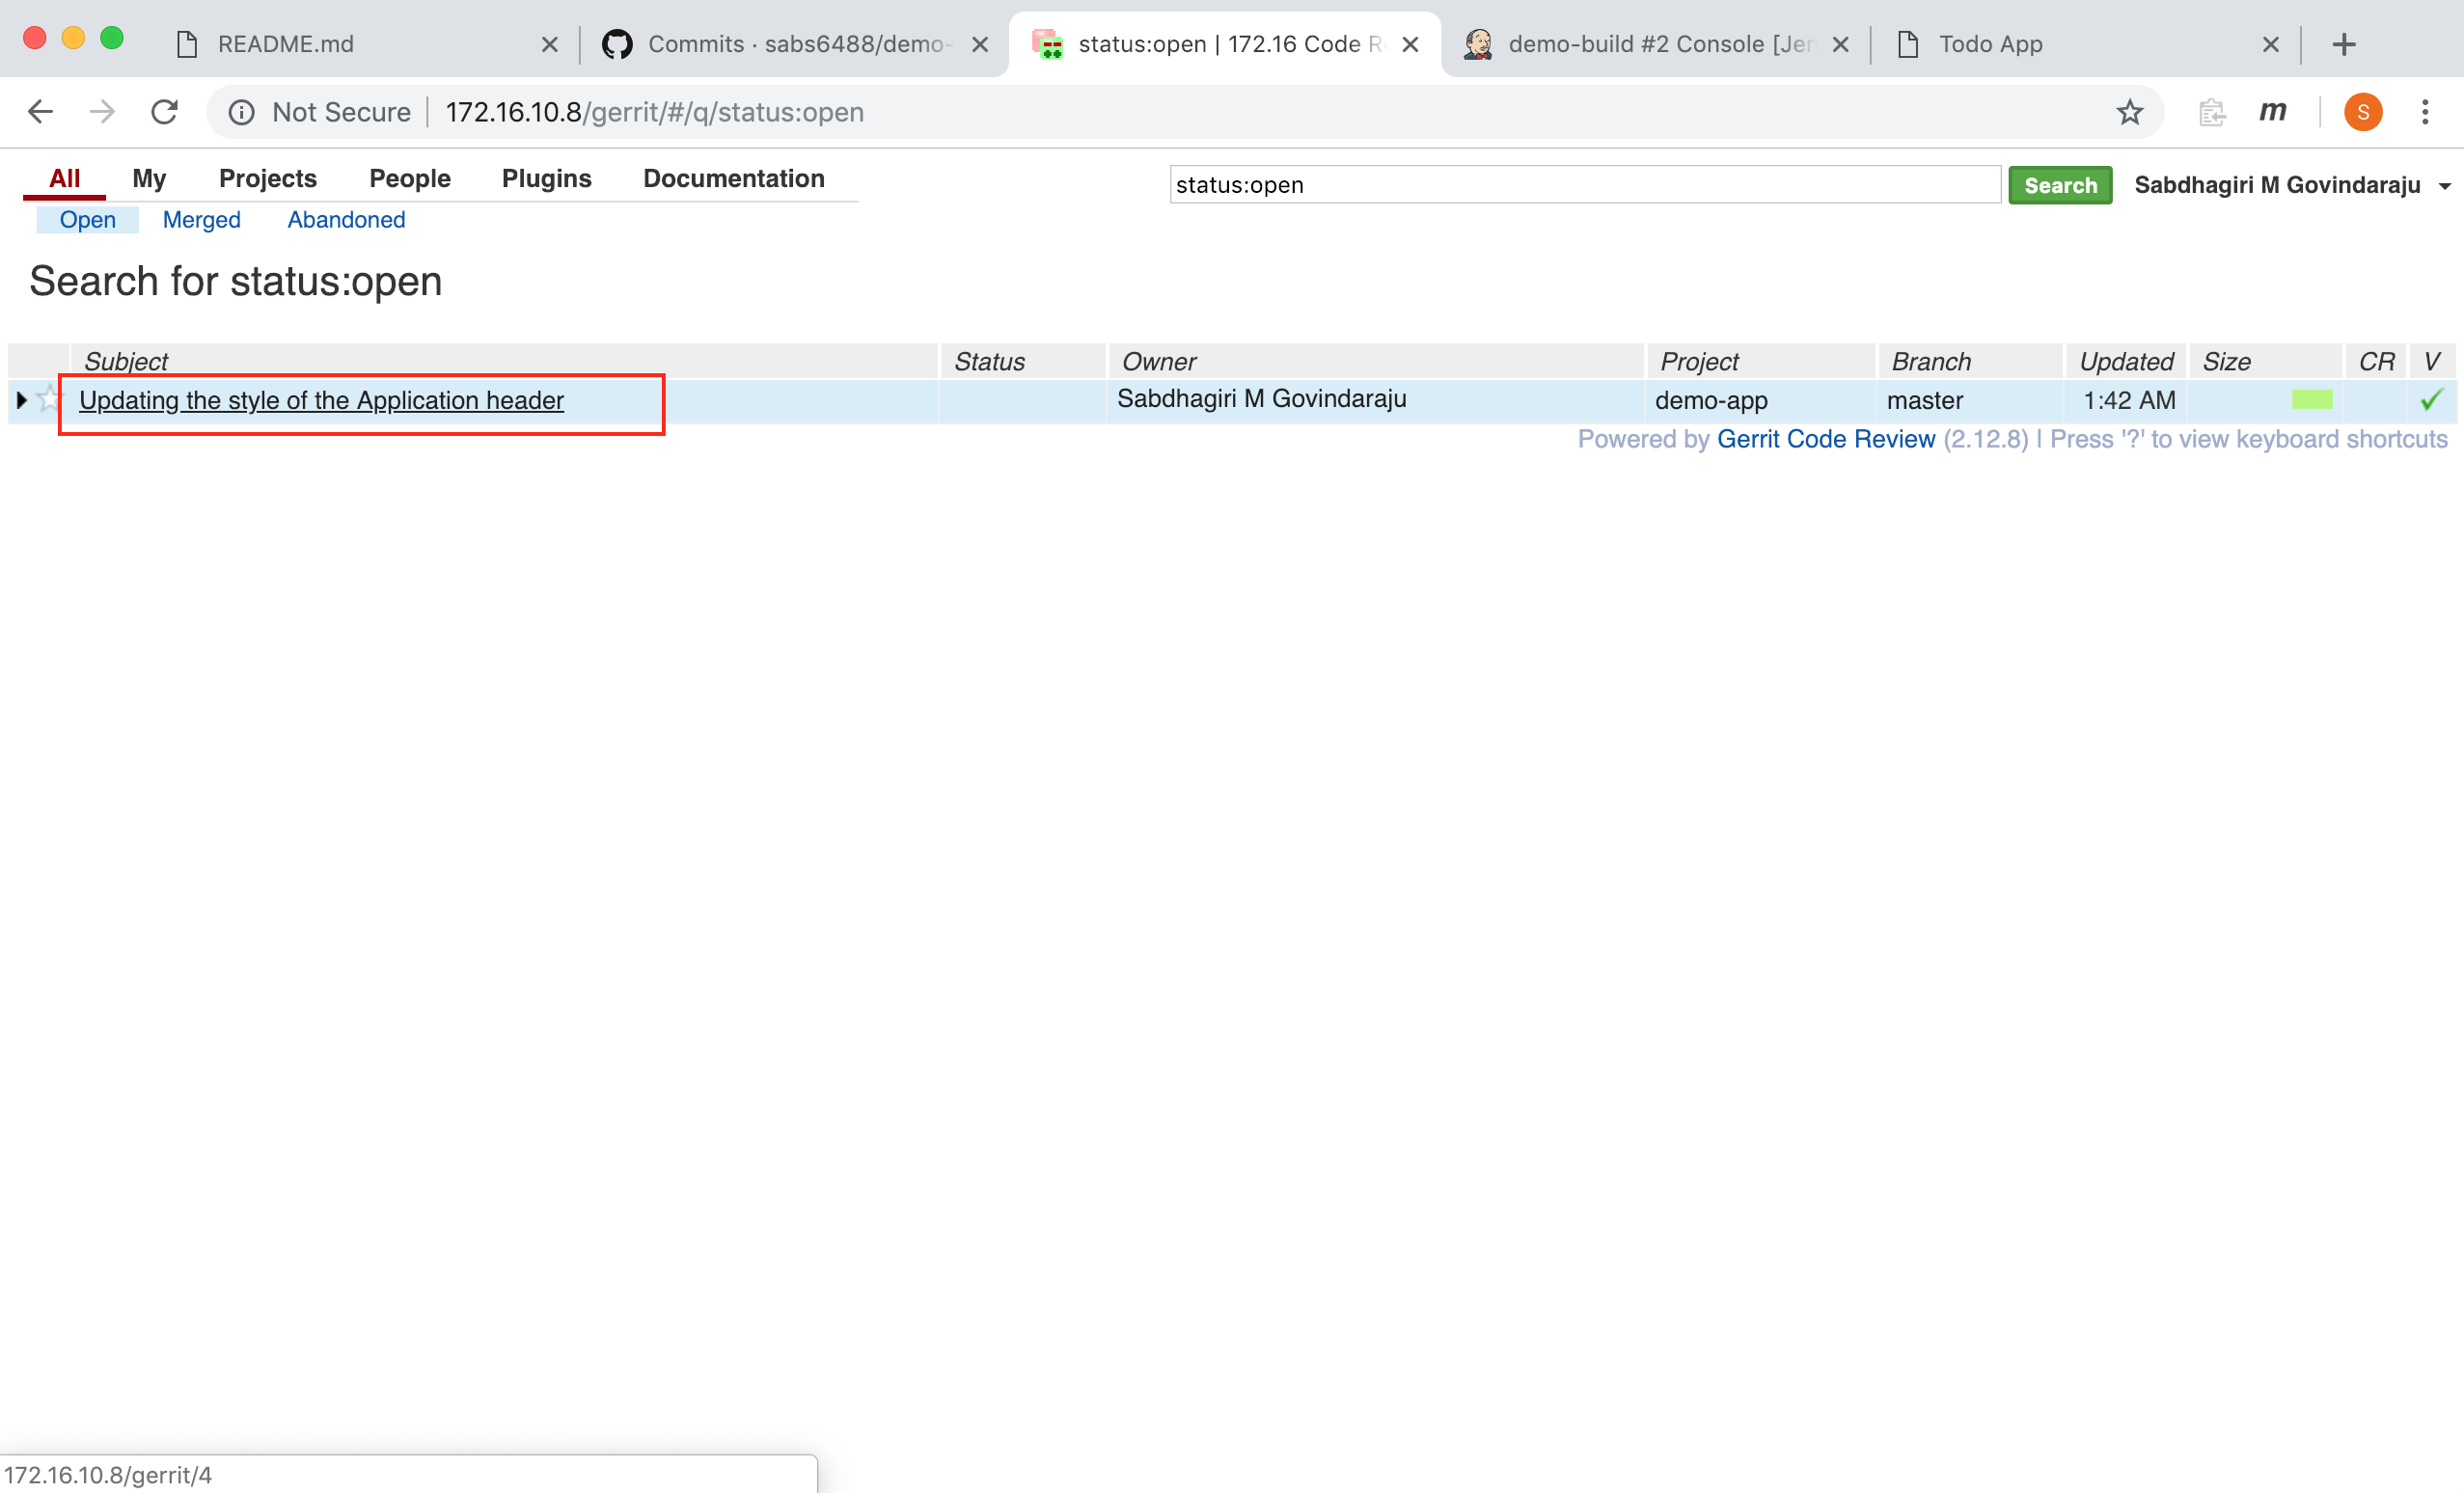 README.md
Commits · sabs6488/demo-
status:open | 172.16 Code R
demo-build #2 Console [Jer
Todo App
Not Secure
172.16.10.8/gerrit/#/q/status:open
m
S
All My Projects People Plugins Documentation
status:open
Search
Sabdhagiri M Govindaraju
Open Merged Abandoned
Search for status:open
Subject Status Owner Project Branch Updated Size CR V
Updating the style of the Application header Sabdhagiri M Govindaraju demo-app master 1:42 AM
Powered by Gerrit Code Review (2.12.8) | Press '?' to view keyboard shortcuts
172.16.10.8/gerrit/4